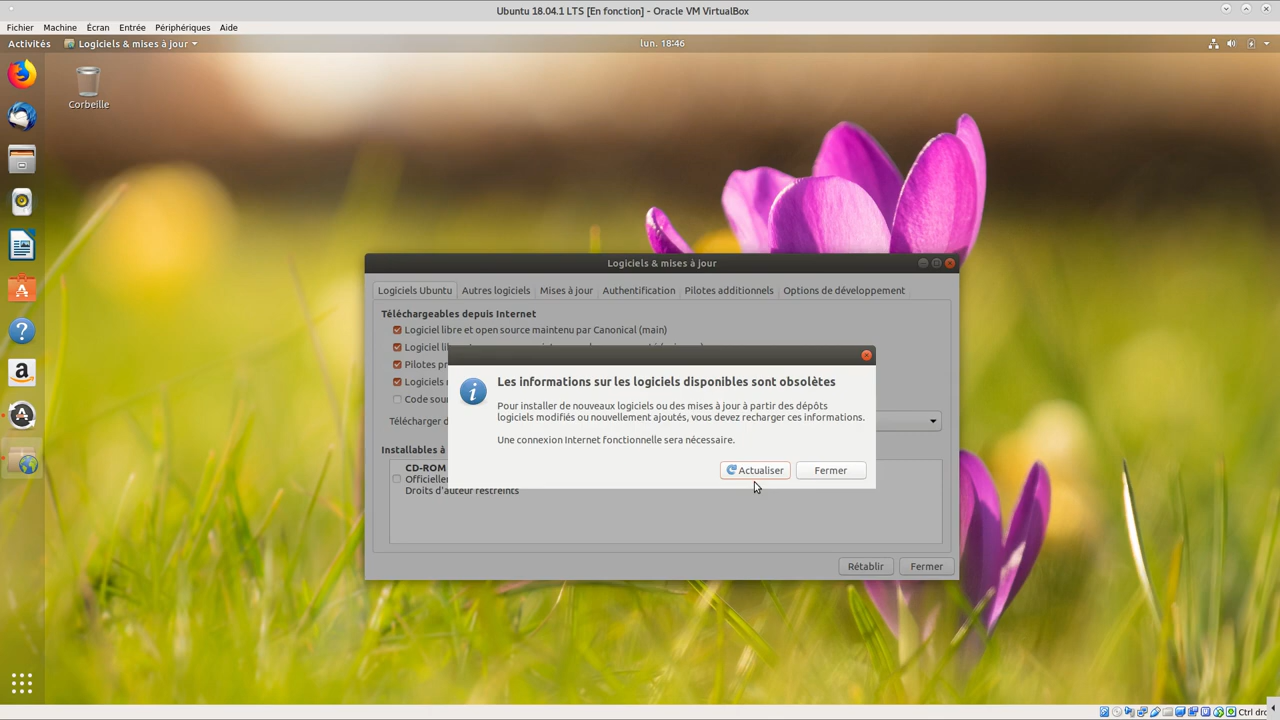 Ubuntu 18.04.1 LTS [En fonction] - Oracle VM VirtualBox
Fichier Machine Écran Entrée Périphériques Aide
Activités Logiciels & mises à jour lun. 18:46
Corbeille
Logiciels & mises à jour
Logiciels Ubuntu Autres logiciels Mises à jour Authentification Pilotes additionnels Options de développement
Téléchargeables depuis Internet
Logiciel libre et open source maintenu par Canonical (main)
Logiciel
Pilotes
Logiciels
Code
Télécharger
Les informations sur les logiciels disponibles sont obsolètes
Pour installer de nouveaux logiciels ou des mises à jour à partir des dépôts
logiciels modifiés ou nouvellement ajoutés, vous devez recharger ces informations.
Une connexion Internet fonctionnelle sera nécessaire.
Actualiser Fermer
Installables à
CD-ROM
Droits d'auteur restreints
Rétablir Fermer
Ctrl